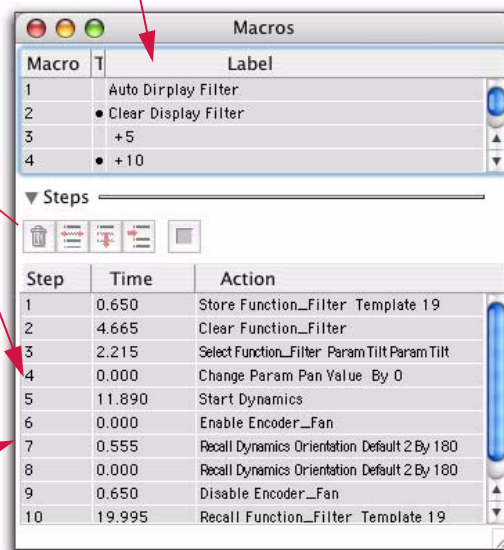 Macros
Macro T Label
1 Auto Dirplay Filter
2 • Clear Display Filter
3 +5
4 • +10
Steps
Step Time Action
1 0.650 Store Function_Filter Template 19
2 4.665 Clear Function_Filter
3 2.215 Select Function_Filter Param Tilt Param Tilt
4 0.000 Change Param Pan Value By 0
5 11.890 Start Dynamics
6 0.000 Enable Encoder_Fan
7 0.555 Recall Dynamics Orientation Default 2 By 180
8 0.000 Recall Dynamics Orientation Default 2 By 180
9 0.650 Disable Encoder_Fan
10 19.995 Recall Function_Filter Template 19